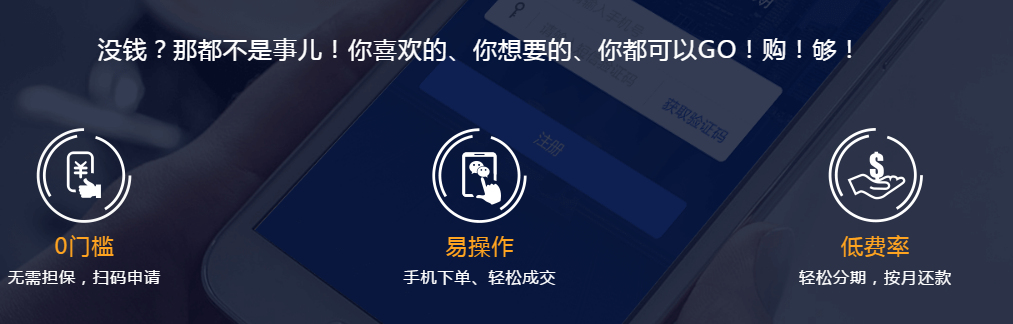 没钱？那都不是事儿！你喜欢的、你想要的、你都可以GO！购！够！
获取验证码
注册
0门槛
易操作
低费率
无需担保，扫码申请
手机下单、轻松成交
轻松分期，按月还款